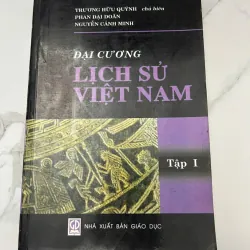 TRƯƠNG HỮU QUÝNH chủ biên
PHAN ĐẠI DOÃN
NGUYỄN CẢNH MINH
ĐẠI CƯƠNG
LỊCH SỬ
VIỆT NAM
Tập I
NHÀ XUẤT BẢN GIÁO DỤC